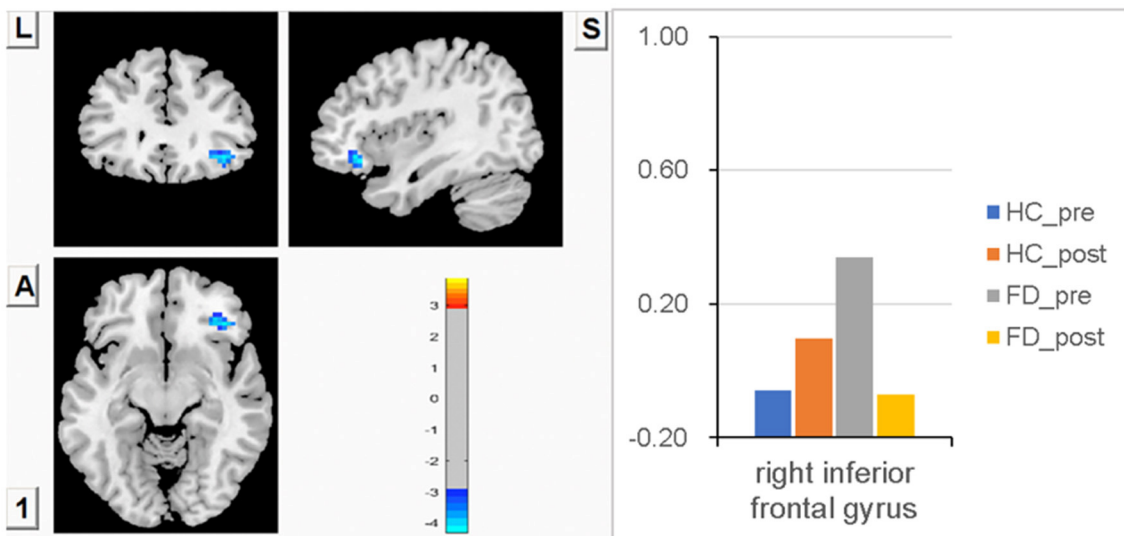 L
S
A
1
3
2
1
0
-1
-2
-3
-4
1.00
0.60
0.20
-0.20
right inferior
frontal gyrus
HC_pre
HC_post
FD_pre
FD_post